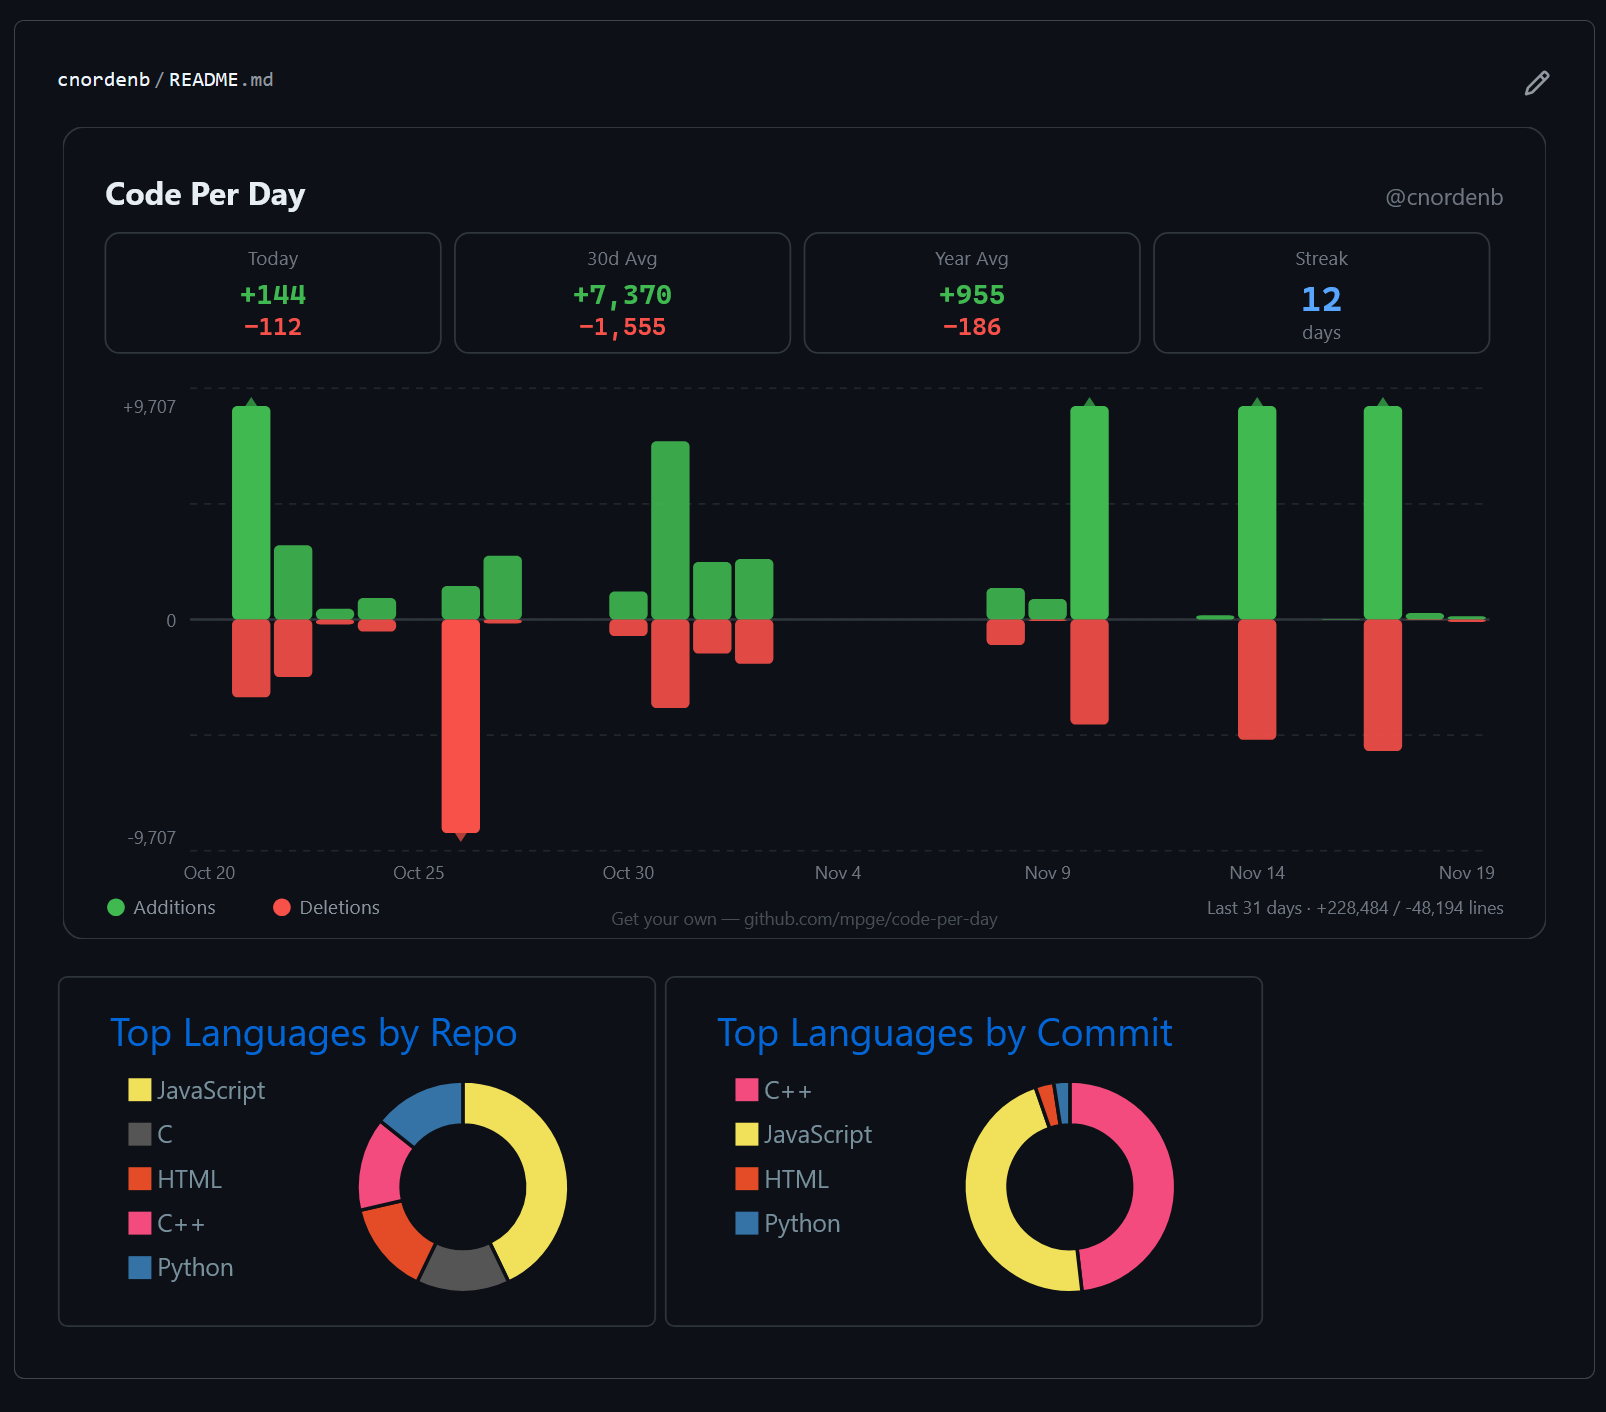 cnordenb / README.md
Code Per Day
@cnordenb
Today
+144
−112
30d Avg
+7,370
−1,555
Year Avg
+955
−186
Streak
12
days
+9,707
0
-9,707
Oct 20
Oct 25
Oct 30
Nov 4
Nov 9
Nov 14
Nov 19
Additions
Deletions
Get your own — github.com/mpge/code-per-day
Last 31 days · +228,484 / -48,194 lines
Top Languages by Repo
JavaScript
C
HTML
C++
Python
Top Languages by Commit
C++
JavaScript
HTML
Python